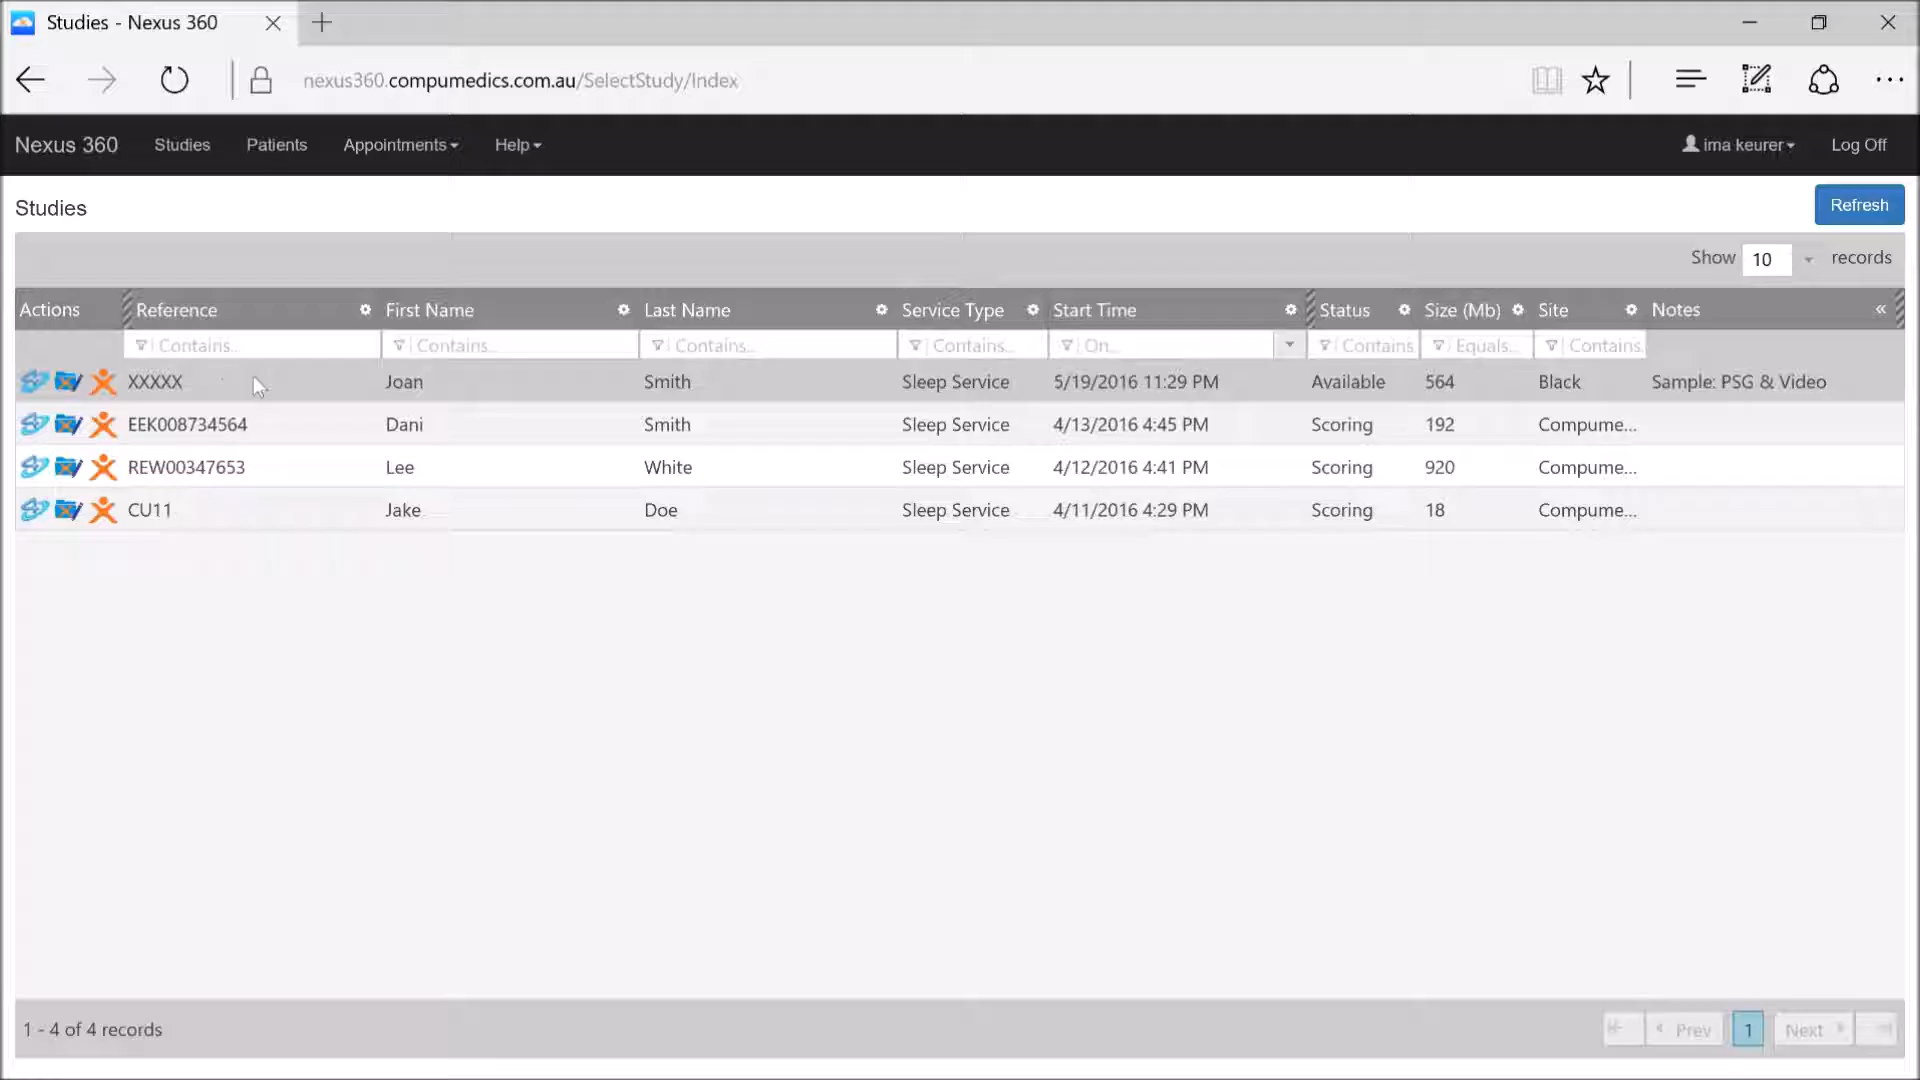 Studies - Nexus 360
nexus360.compumedics.com.au/SelectStudy/Index
Nexus 360 Studies Patients Appointments Help ima keurer Log Off
Studies Refresh
Show 10 records
Actions Reference First Name Last Name Service Type Start Time Status Size (Mb) Site Notes «
Contains... Contains... Contains... Contains... On... Contains Equals... Contains.
XXXXX Joan Smith Sleep Service 5/19/2016 11:29 PM Available 564 Black Sample: PSG & Video
EEK008734564 Dani Smith Sleep Service 4/13/2016 4:45 PM Scoring 192 Compume...
REW00347653 Lee White Sleep Service 4/12/2016 4:41 PM Scoring 920 Compume...
CU11 Jake Doe Sleep Service 4/11/2016 4:29 PM Scoring 18 Compume...
1 - 4 of 4 records Prev 1 Next